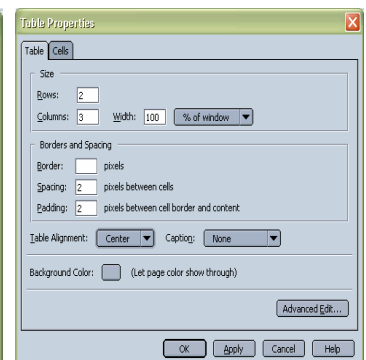 Table Properties
Table Cells
Size
Rows: 2
Columns: 3 Width: 100 % of window
Borders and Spacing
Border: pixels
Spacing: 2 pixels between cells
Padding: 2 pixels between cell border and content
Table Alignment: Center Caption: None
Background Color: (Let page color show through)
Advanced Edit...
OK Apply Cancel Help